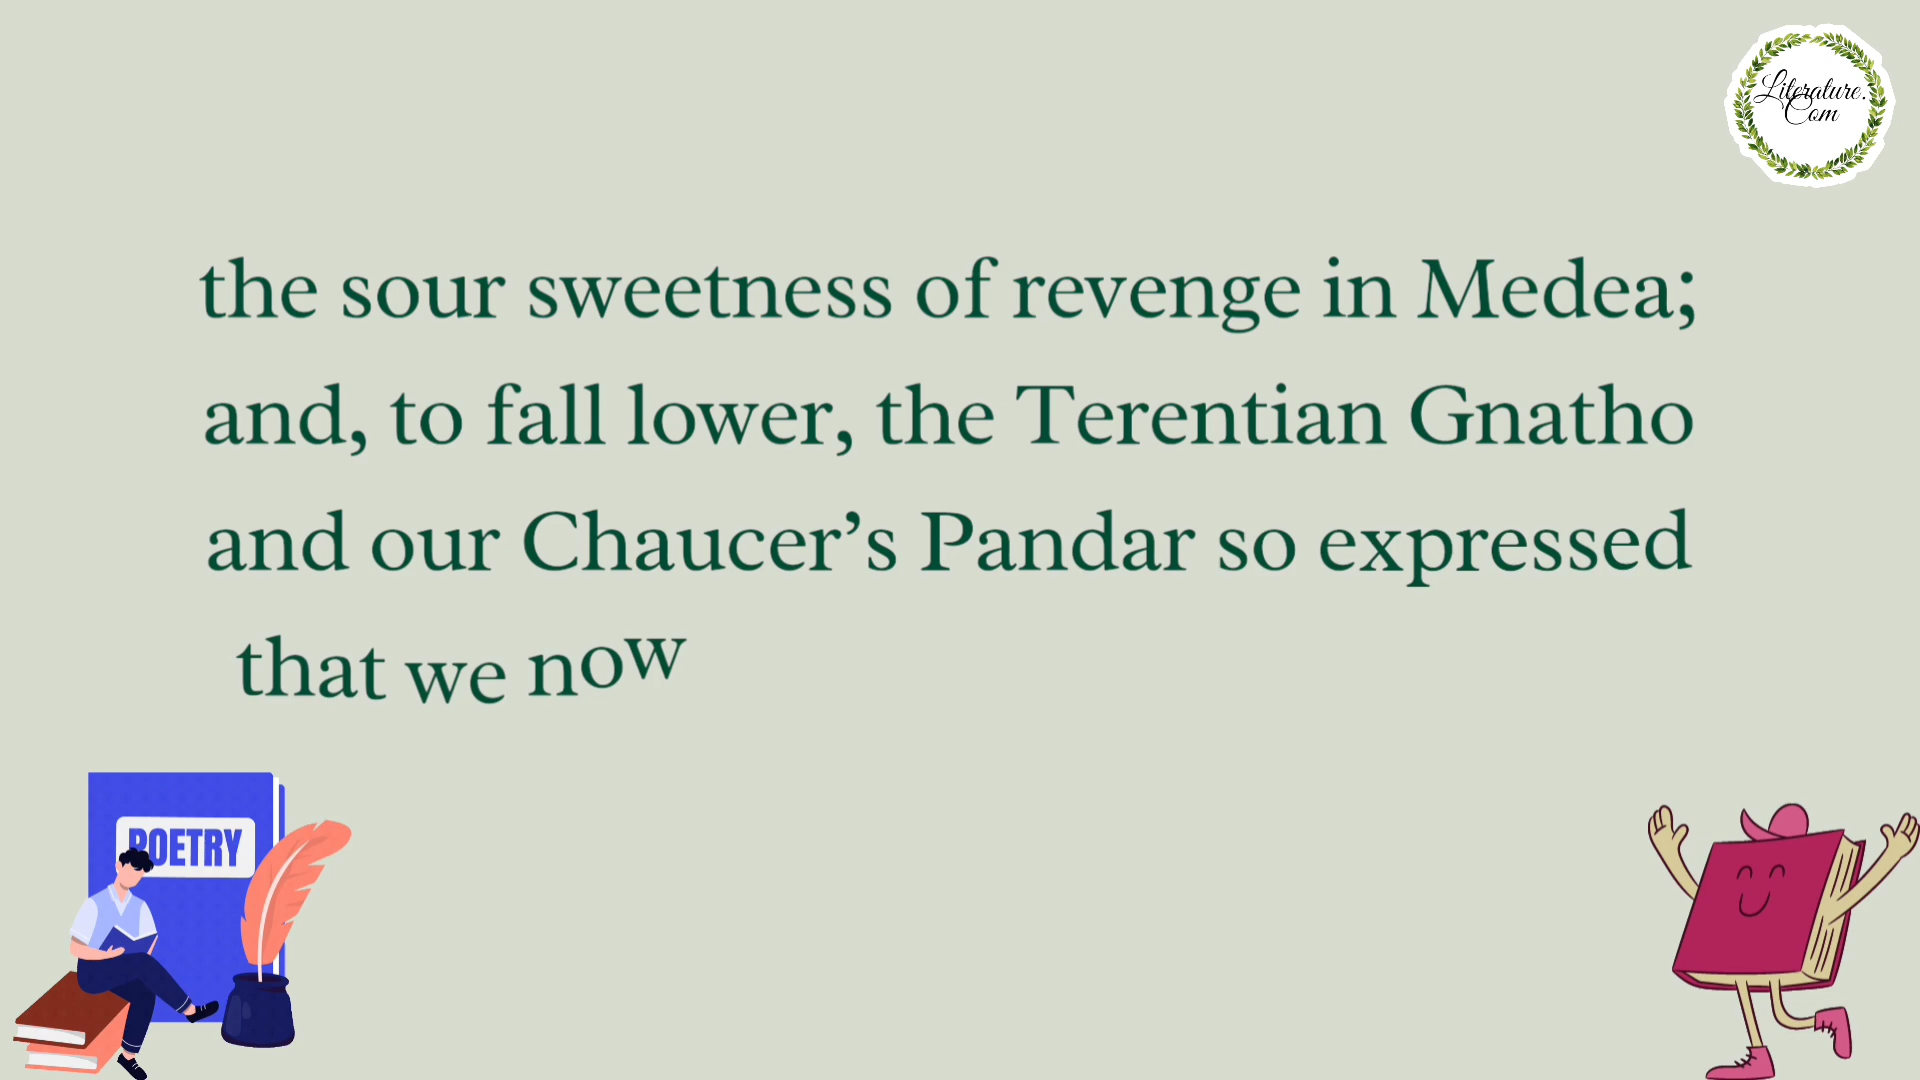 Literature.
Com
the sour sweetness of revenge in Medea;
and, to fall lower, the Terentian Gnatho
and our Chaucer’s Pandar so expressed
that we now
POETRY